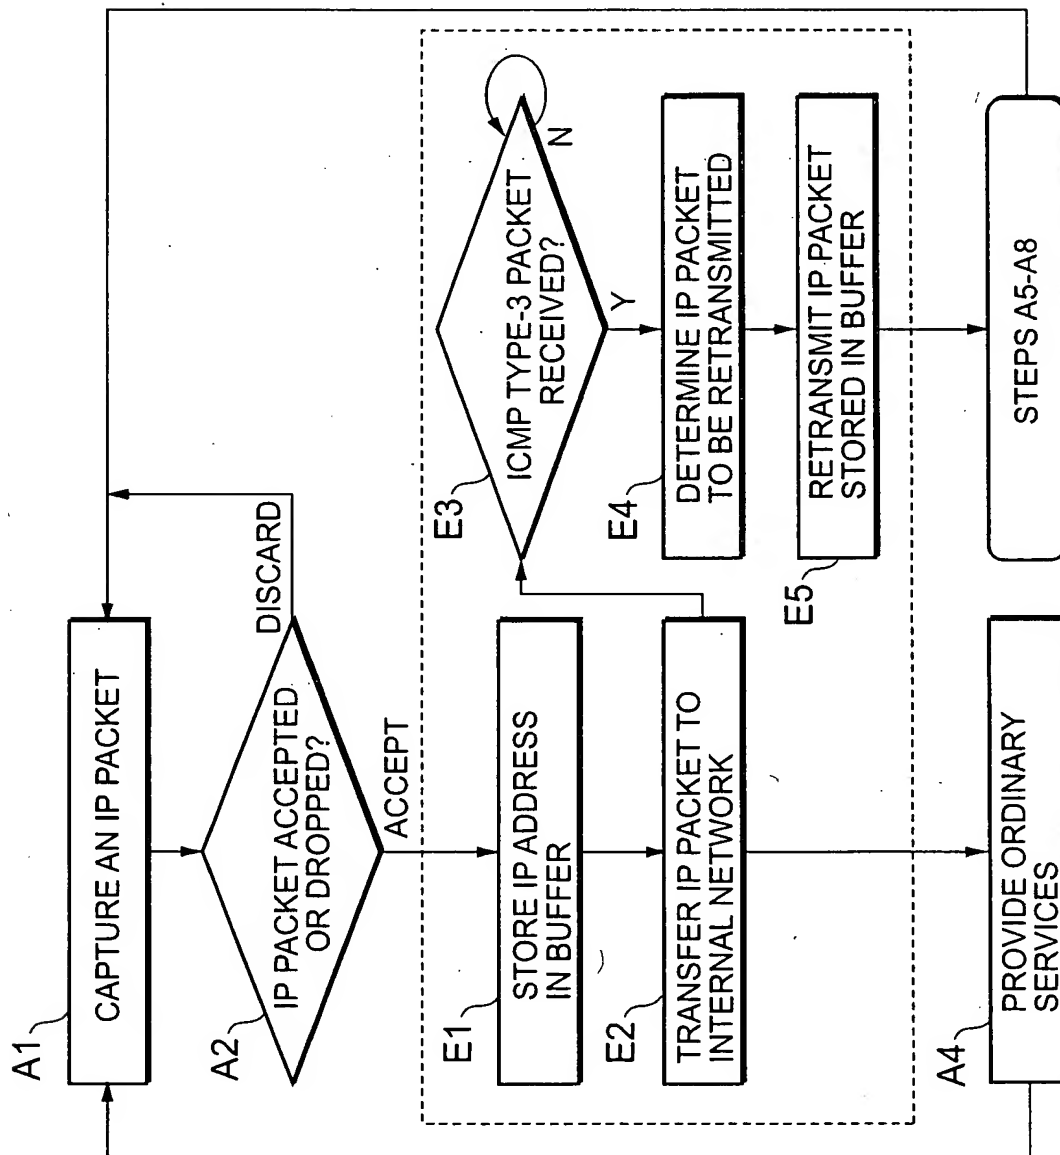 A1
CAPTURE AN IP PACKET
A2
IP PACKET ACCEPTED
OR DROPPED?
DISCARD
ACCEPT
E1
STORE IP ADDRESS
IN BUFFER
E2
TRANSFER IP PACKET TO
INTERNAL NETWORK
A4
PROVIDE ORDINARY
SERVICES
E3
ICMP TYPE-3 PACKET
RECEIVED?
N
Y
E4
DETERMINE IP PACKET
TO BE RETRANSMITTED
E5
RETRANSMIT IP PACKET
STORED IN BUFFER
STEPS A5-A8